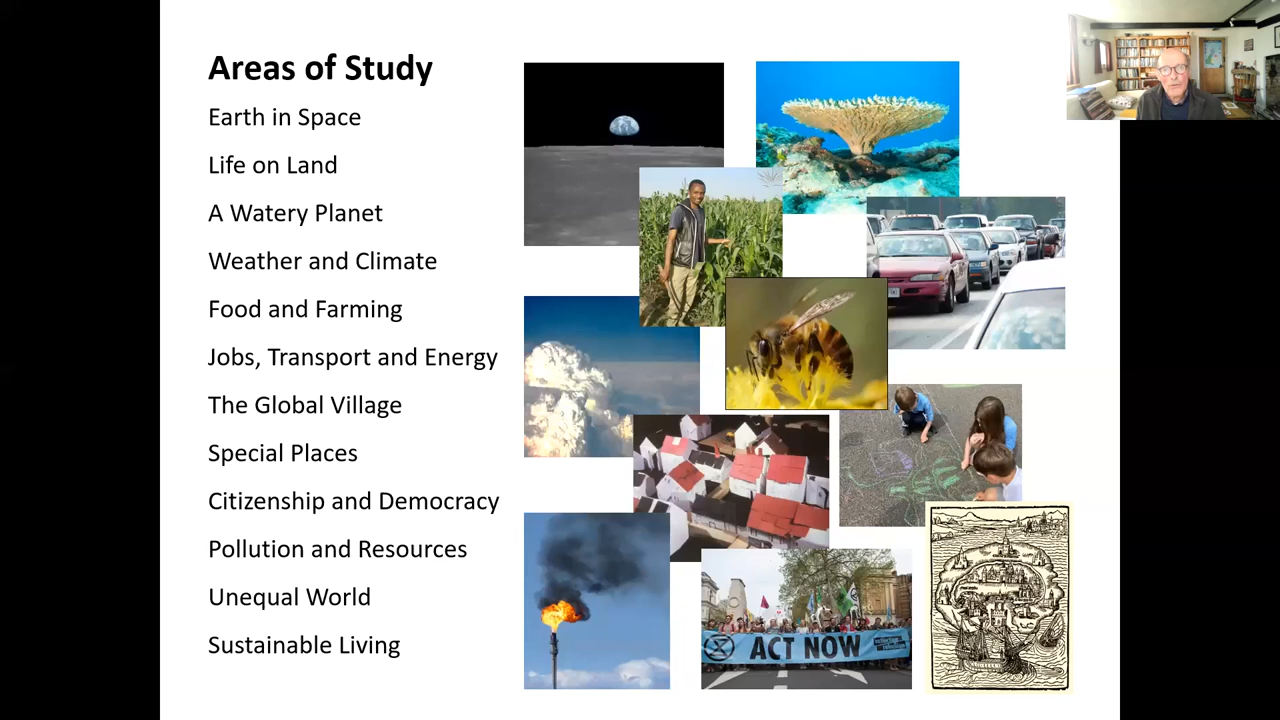 Areas of Study
Earth in Space
Life on Land
A Watery Planet
Weather and Climate
Food and Farming
Jobs, Transport and Energy
The Global Village
Special Places
Citizenship and Democracy
Pollution and Resources
Unequal World
Sustainable Living
ACT NOW